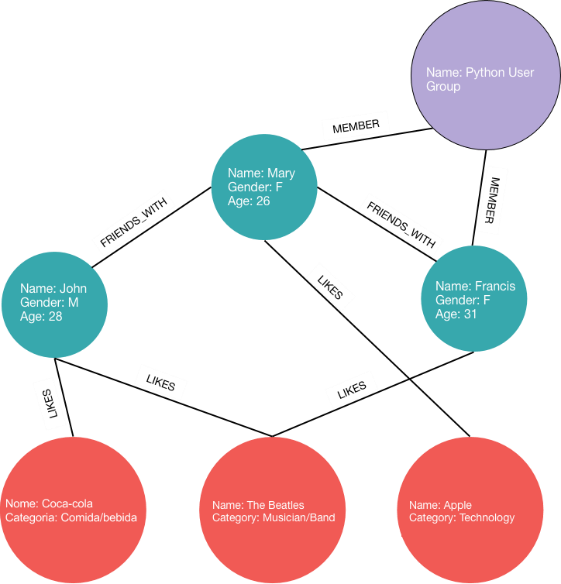 Name: Python User
Group
MEMBER
Name: Mary
Gender: F
Age: 26
MEMBER
FRIENDS_WITH
FRIENDS_WITH
Name: John
Gender: M
Age: 28
LIKES
Name: Francis
Gender: F
Age: 31
LIKES
LIKES
LIKES
Nome: Coca-cola
Categoria: Comida/bebida
Name: The Beatles
Category: Musician/Band
Name: Apple
Category: Technology